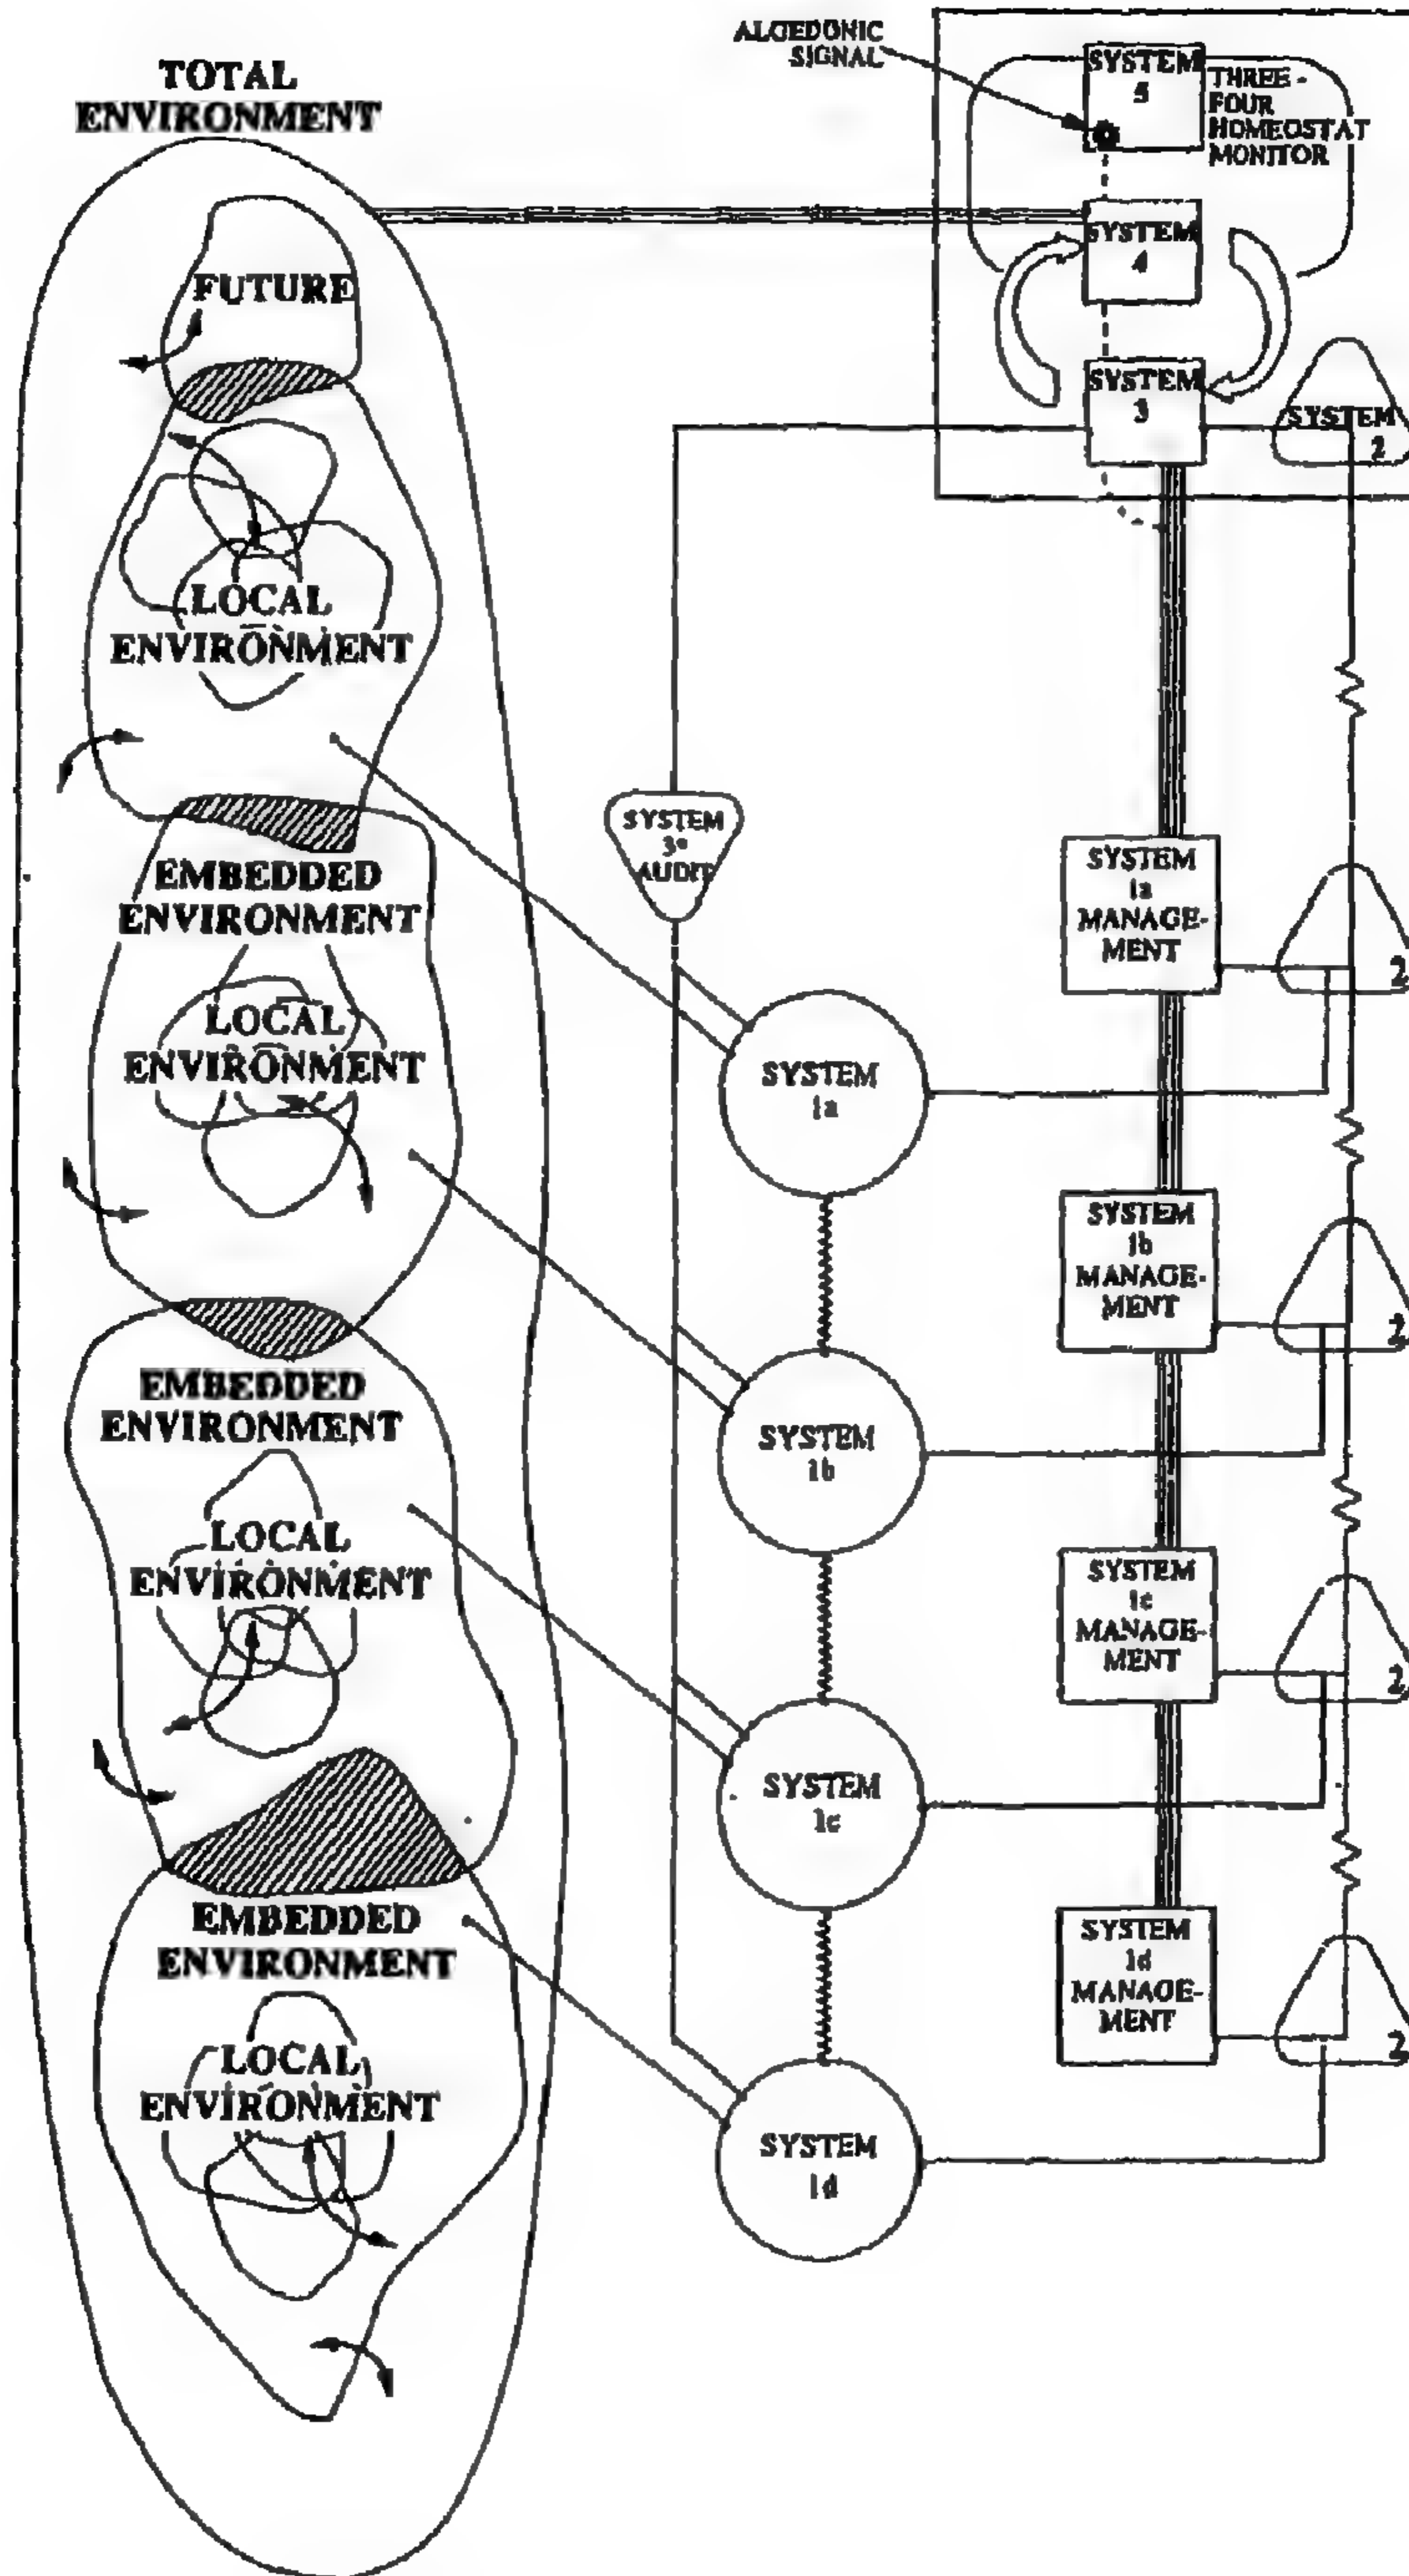 TOTAL
ENVIRONMENT
FUTURE
LOCAL
ENVIRONMENT
EMBEDDED
ENVIRONMENT
LOCAL
ENVIRONMENT
EMBEDDED
ENVIRONMENT
LOCAL
ENVIRONMENT
EMBEDDED
ENVIRONMENT
LOCAL
ENVIRONMENT
ALGEDONIC
SIGNAL
SYSTEM
5
THREE -
FOUR
HOMEOSTAT
MONITOR
SYSTEM
4
SYSTEM
3
SYSTEM
2
SYSTEM
3*
AUDIT
SYSTEM
1a
MANAGE-
MENT
2
SYSTEM
1a
SYSTEM
1b
MANAGE-
MENT
2
SYSTEM
1b
SYSTEM
1c
MANAGE-
MENT
2
SYSTEM
1c
SYSTEM
1d
MANAGE-
MENT
2
SYSTEM
1d